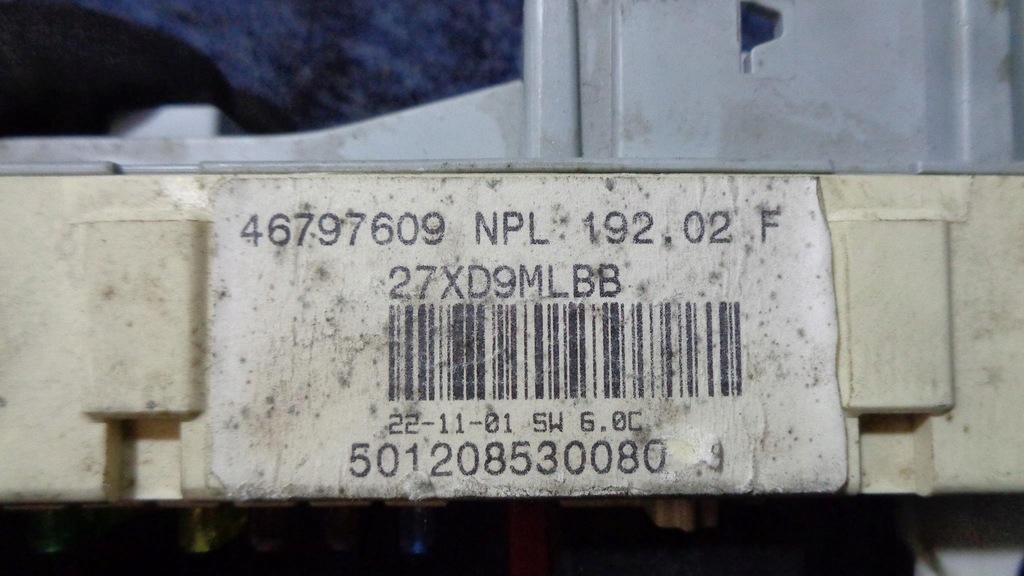 46797609 NPL 192.02 F
27XD9MLBB
22-11-01 SW 6.0C
501208530080